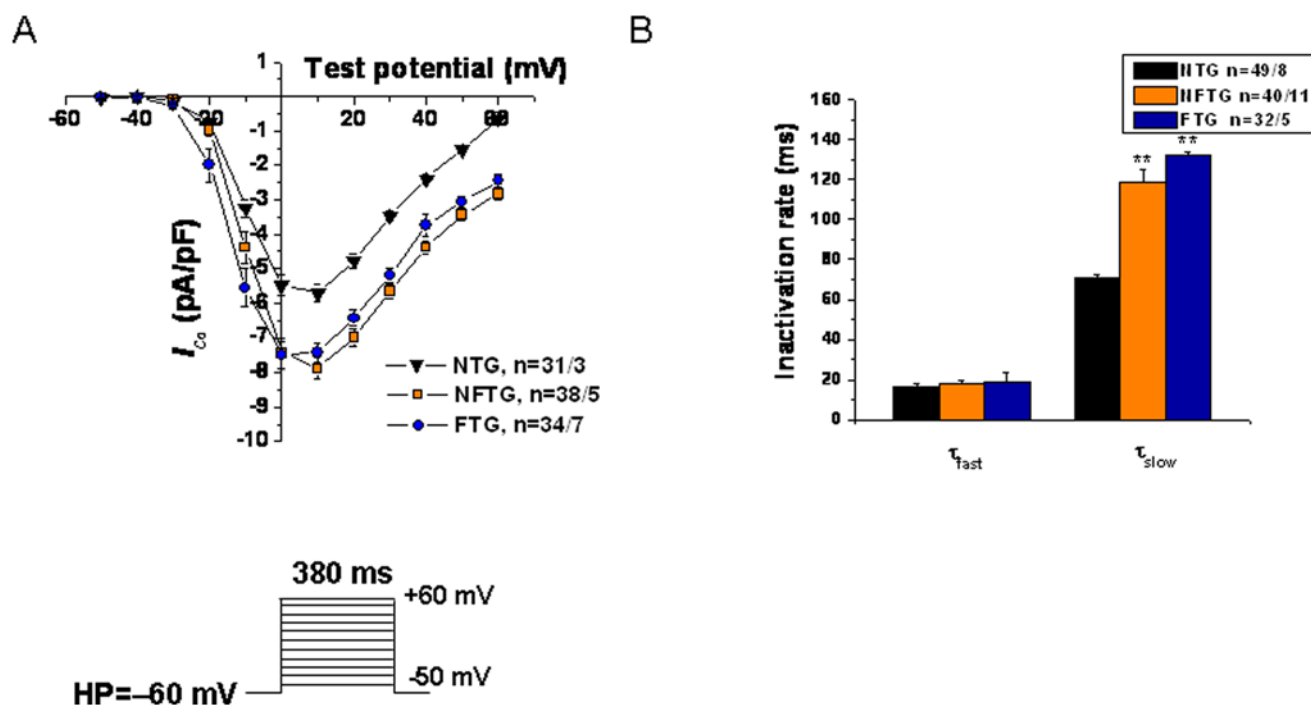 A
Test potential (mV)
1
-60 -40 -20 20 40
-1
-2
-3
-4
-5
-6
-7
-8
-9
-10
I Ca (pA/pF)
NTG, n=31/3
NFTG, n=38/5
FTG, n=34/7
380 ms
+60 mV
-50 mV
HP=–60 mV
B
NTG n=49/8
NFTG n=40/11
FTG n=32/5
Inactivation rate (ms)
160
140
120
100
80
60
40
20
0
** **
τfast τslow